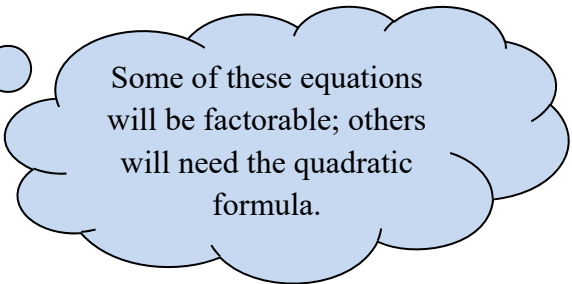 Some of these equations
will be factorable; others
will need the quadratic
formula.